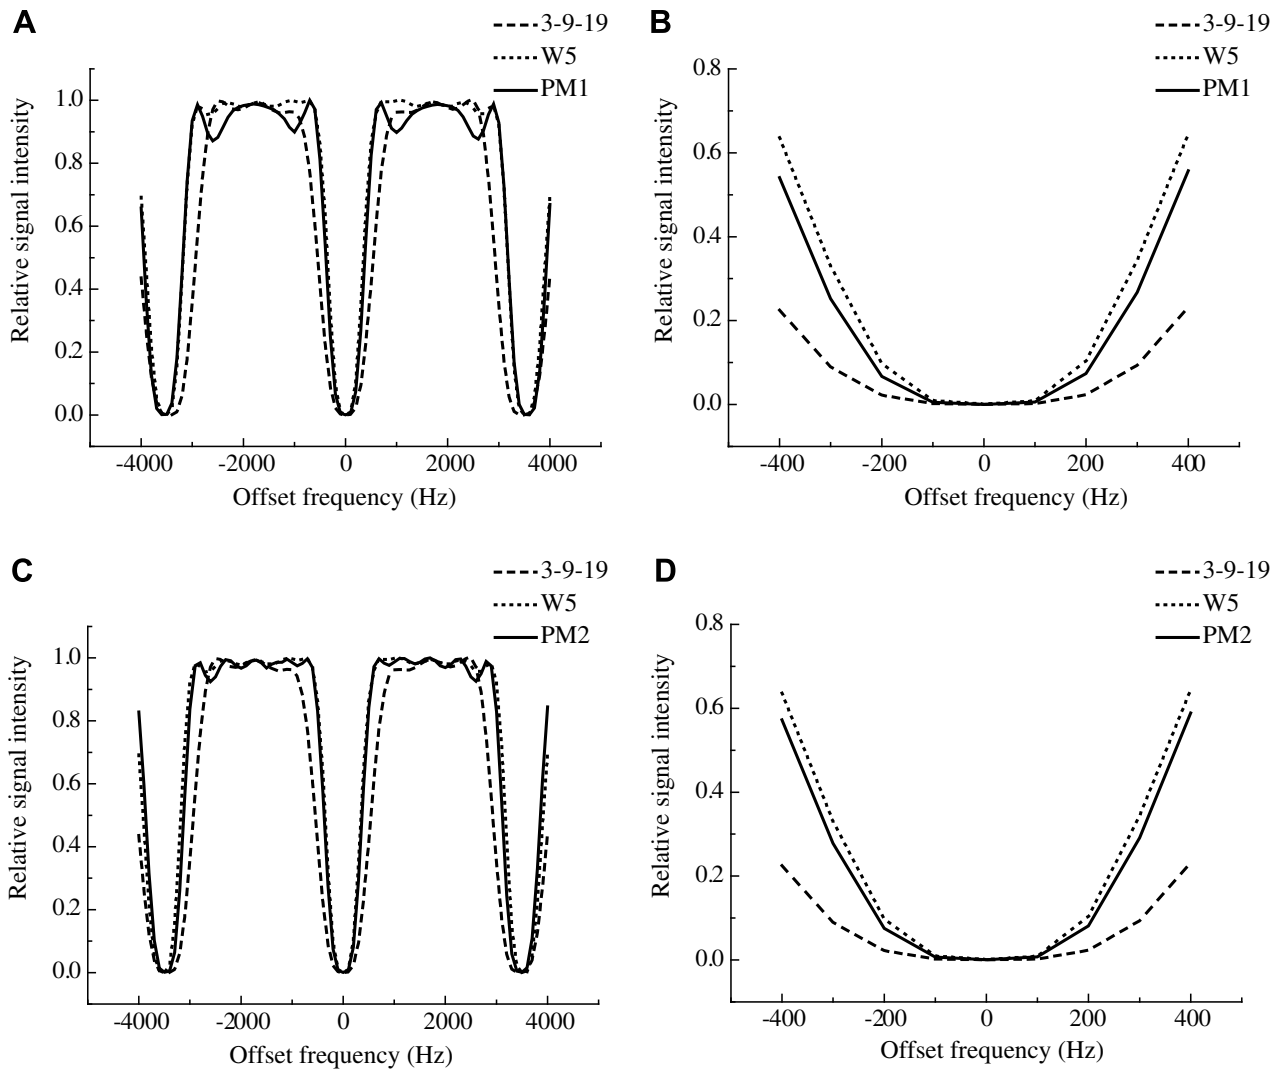 A
3-9-19
W5
PM1
Relative signal intensity
1.0
0.8
0.6
0.4
0.2
0.0
-4000 -2000 0 2000 4000
Offset frequency (Hz)
B
3-9-19
W5
PM1
Relative signal intensity
0.8
0.6
0.4
0.2
0.0
-400 -200 0 200 400
Offset frequency (Hz)
C
3-9-19
W5
PM2
Relative signal intensity
1.0
0.8
0.6
0.4
0.2
0.0
-4000 -2000 0 2000 4000
Offset frequency (Hz)
D
3-9-19
W5
PM2
Relative signal intensity
0.8
0.6
0.4
0.2
0.0
-400 -200 0 200 400
Offset frequency (Hz)